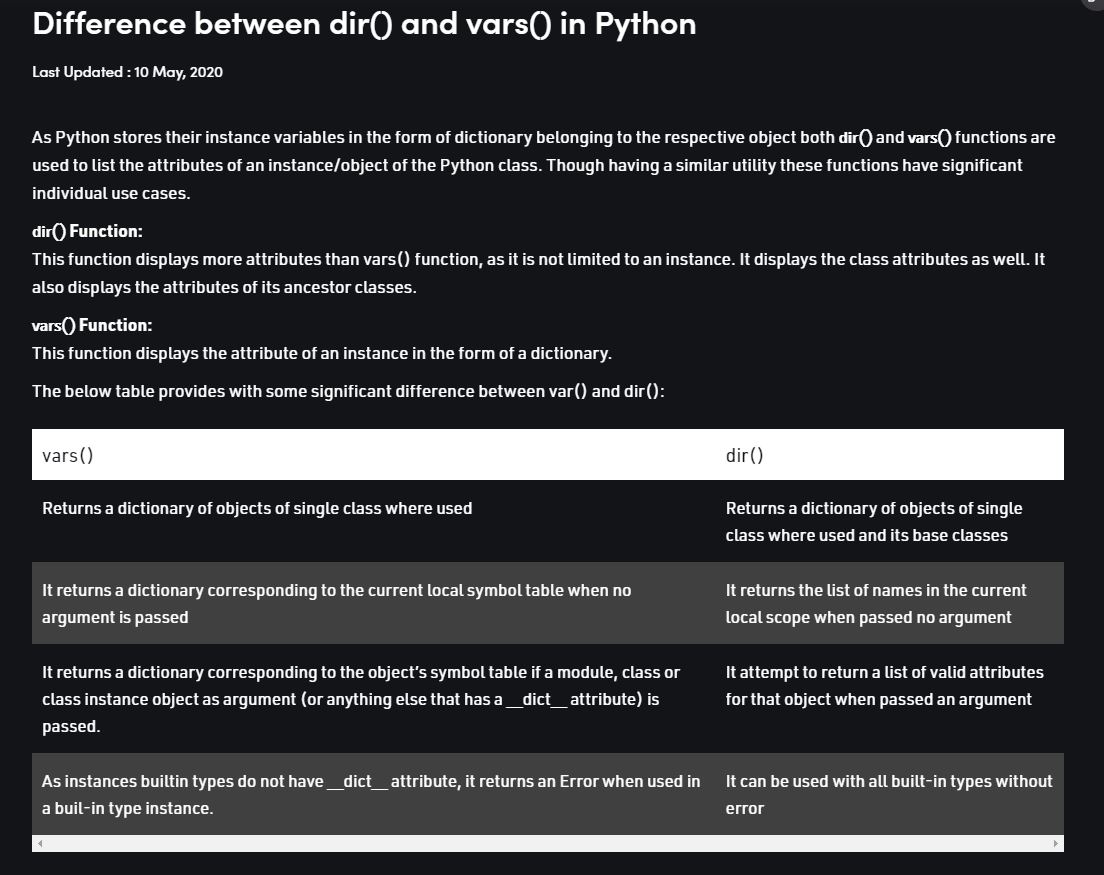 Difference between dir() and vars() in Python
Last Updated : 10 May, 2020
As Python stores their instance variables in the form of dictionary belonging to the respective object both dir() and vars() functions are
used to list the attributes of an instance/object of the Python class. Though having a similar utility these functions have significant
individual use cases.
dir() Function:
This function displays more attributes than vars() function, as it is not limited to an instance. It displays the class attributes as well. It
also displays the attributes of its ancestor classes.
vars() Function:
This function displays the attribute of an instance in the form of a dictionary.
The below table provides with some significant difference between var() and dir():
vars()
dir()
Returns a dictionary of objects of single class where used
Returns a dictionary of objects of single
class where used and its base classes
It returns a dictionary corresponding to the current local symbol table when no
argument is passed
It returns the list of names in the current
local scope when passed no argument
It returns a dictionary corresponding to the object’s symbol table if a module, class or
class instance object as argument (or anything else that has a __dict__ attribute) is
passed.
It attempt to return a list of valid attributes
for that object when passed an argument
As instances builtin types do not have __dict__ attribute, it returns an Error when used in
a buil-in type instance.
It can be used with all built-in types without
error